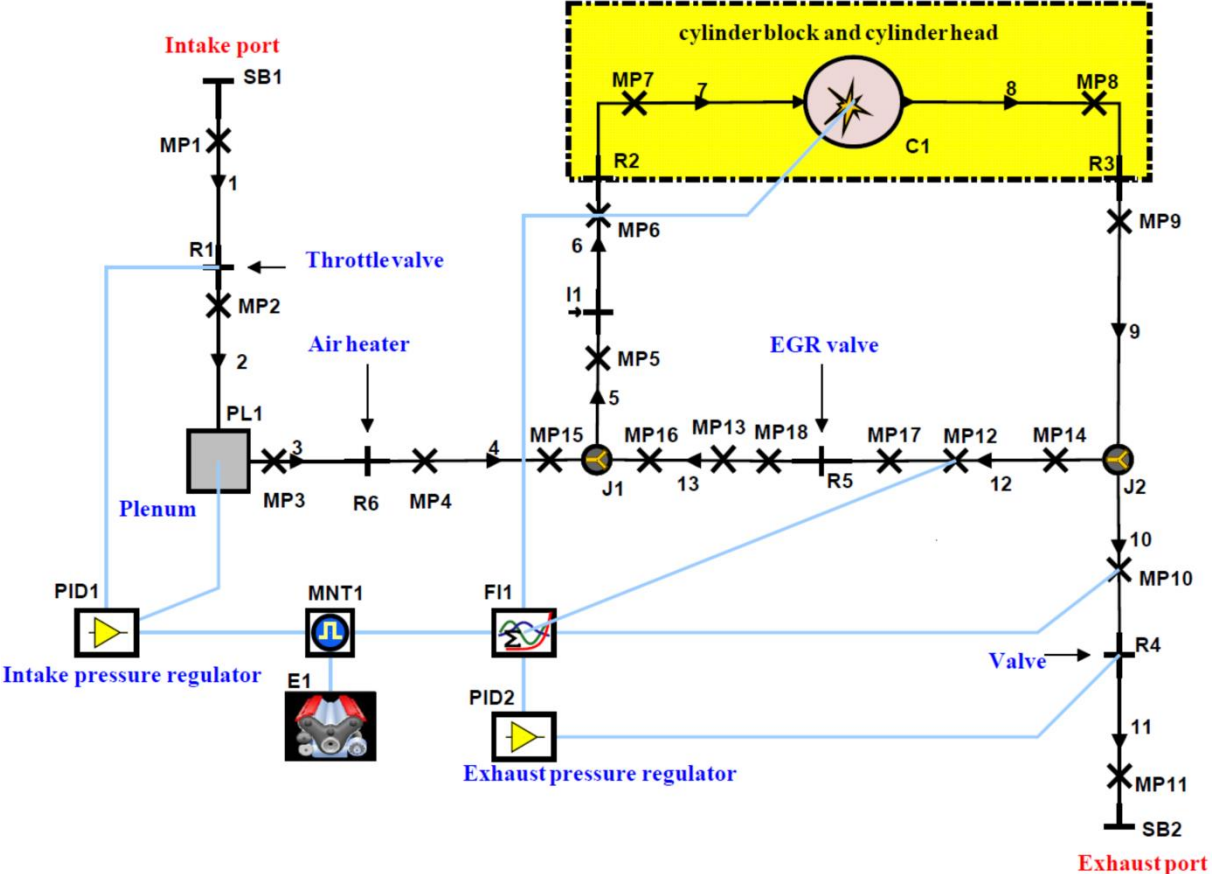 cylinder block and cylinder head
Intake port
SB1
MP7
7
8
MP8
MP1
C1
1
R2
R3
R1
Throttle valve
MP6
MP9
6
MP2
I1
Air heater
EGR valve
9
2
MP5
PL1
5
3
4
MP15
MP16
MP13
MP18
MP17
MP12
MP14
MP3
R6
MP4
J1
13
R5
12
J2
Plenum
10
PID1
MNT1
FI1
MP10
Σ
R4
Intake pressure regulator
Valve
E1
PID2
11
Exhaust pressure regulator
MP11
SB2
Exhaust port